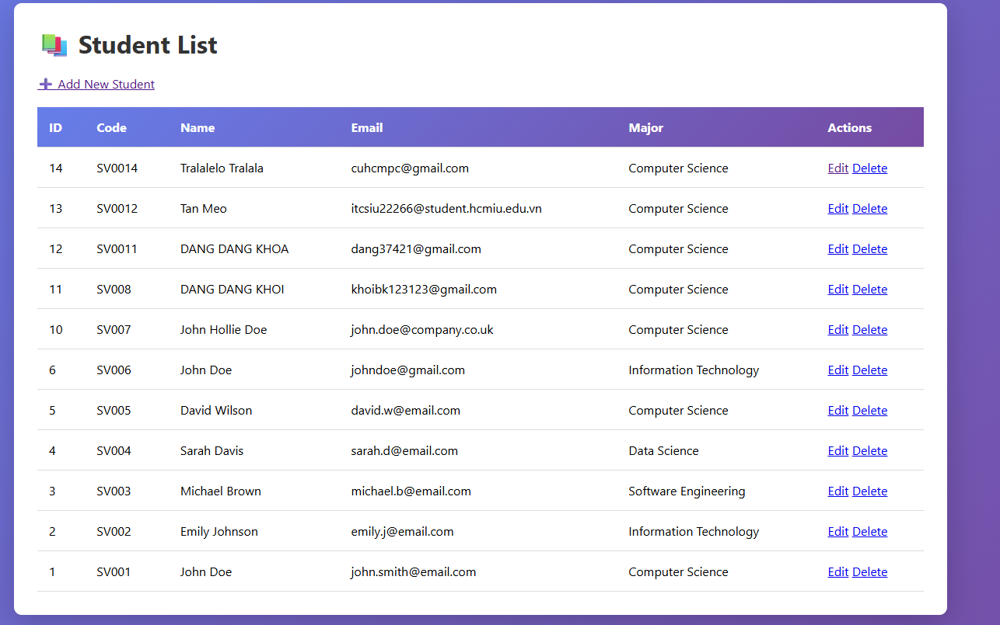 Student List
Add New Student
ID Code Name Email Major Actions
14 SV0014 Tralalelo Tralala cuhcmpc@gmail.com Computer Science Edit Delete
13 SV0012 Tan Meo itcsiu22266@student.hcmiu.edu.vn Computer Science Edit Delete
12 SV0011 DANG DANG KHOA dang37421@gmail.com Computer Science Edit Delete
11 SV008 DANG DANG KHOI khoibk123123@gmail.com Computer Science Edit Delete
10 SV007 John Hollie Doe john.doe@company.co.uk Computer Science Edit Delete
6 SV006 John Doe johndoe@gmail.com Information Technology Edit Delete
5 SV005 David Wilson david.w@email.com Computer Science Edit Delete
4 SV004 Sarah Davis sarah.d@email.com Data Science Edit Delete
3 SV003 Michael Brown michael.b@email.com Software Engineering Edit Delete
2 SV002 Emily Johnson emily.j@email.com Information Technology Edit Delete
1 SV001 John Doe john.smith@email.com Computer Science Edit Delete